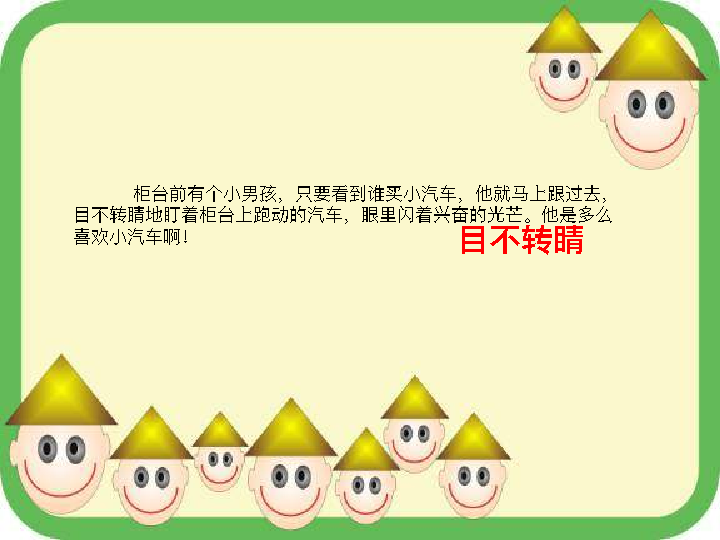 柜台前有个小男孩，只要看到谁买小汽车，他就马上跟过去，
目不转睛地盯着柜台上跑动的汽车，眼里闪着兴奋的光芒。他是多么
喜欢小汽车啊！
目不转睛